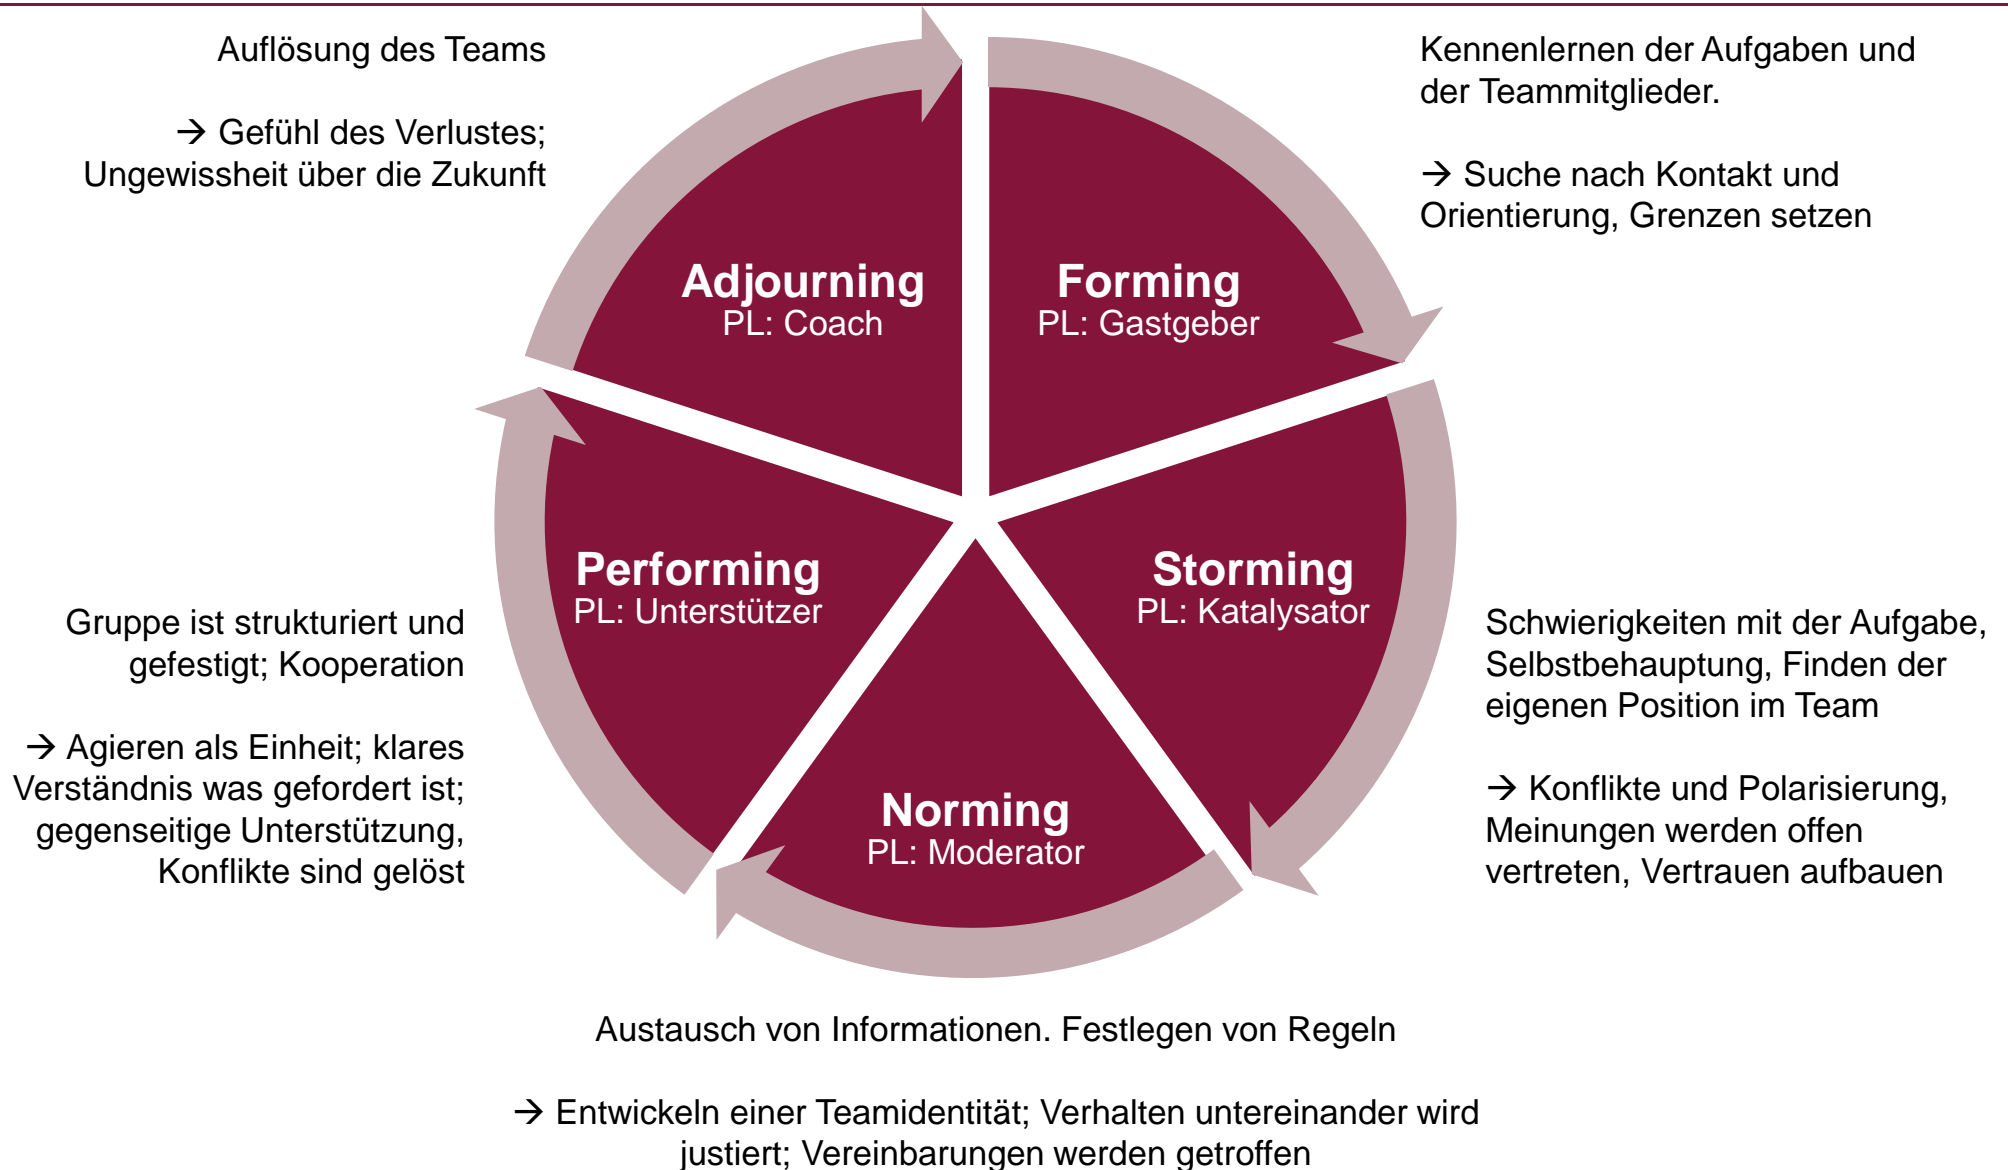 Auflösung des Teams
→ Gefühl des Verlustes;
Ungewissheit über die Zukunft
Kennenlernen der Aufgaben und
der Teammitglieder.
→ Suche nach Kontakt und
Orientierung, Grenzen setzen
Adjourning
PL: Coach
Forming
PL: Gastgeber
Performing
PL: Unterstützer
Storming
PL: Katalysator
Norming
PL: Moderator
Gruppe ist strukturiert und
gefestigt; Kooperation
→ Agieren als Einheit; klares
Verständnis was gefordert ist;
gegenseitige Unterstützung,
Konflikte sind gelöst
Schwierigkeiten mit der Aufgabe,
Selbstbehauptung, Finden der
eigenen Position im Team
→ Konflikte und Polarisierung,
Meinungen werden offen
vertreten, Vertrauen aufbauen
Austausch von Informationen. Festlegen von Regeln
→ Entwickeln einer Teamidentität; Verhalten untereinander wird
justiert; Vereinbarungen werden getroffen